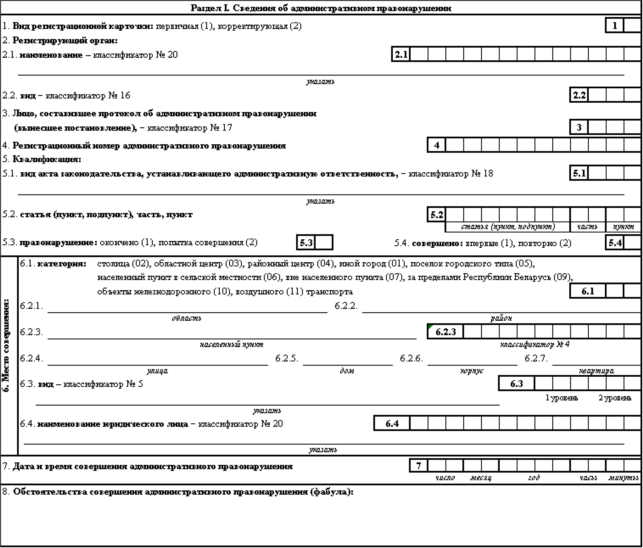 Раздел I. Сведения об административном правонарушении
1. Вид регистрационной карточки: первичная (1), корректирующая (2) 1
2. Регистрирующий орган:
2.1. наименование – классификатор № 20 2.1
указать
2.2. вид – классификатор № 16 2.2
3. Лицо, составившее протокол об административном правонарушении
(вынесшее постановление), – классификатор № 17 3
4. Регистрационный номер административного правонарушения 4
5. Квалификация:
5.1. вид акта законодательства, устанавливающего административную ответственность, – классификатор № 18 5.1
указать
5.2. статья (пункт, подпункт), часть, пункт 5.2
статья (пункт, подпункт) часть пункт
5.3. правонарушение: окончено (1), попытка совершения (2) 5.3 5.4. совершено: впервые (1), повторно (2) 5.4
6. Место совершения:
6.1. категория: столица (02), областной центр (03), районный центр (04), иной город (01), поселок городского типа (05),
населенный пункт в сельской местности (06), вне населенного пункта (07), за пределами Республики Беларусь (09),
объекты железнодорожного (10), воздушного (11) транспорта 6.1
6.2.1. 6.2.2.
область район
6.2.3. 6.2.3
населенный пункт классификатор № 4
6.2.4. 6.2.5. 6.2.6. 6.2.7.
улица дом корпус квартира
6.3. вид – классификатор № 5 6.3
1 уровень 2 уровень
указать
6.4. наименование юридического лица – классификатор № 20 6.4
указать
7. Дата и время совершения административного правонарушения 7
число месяц год часы минуты
8. Обстоятельства совершения административного правонарушения (фабула):